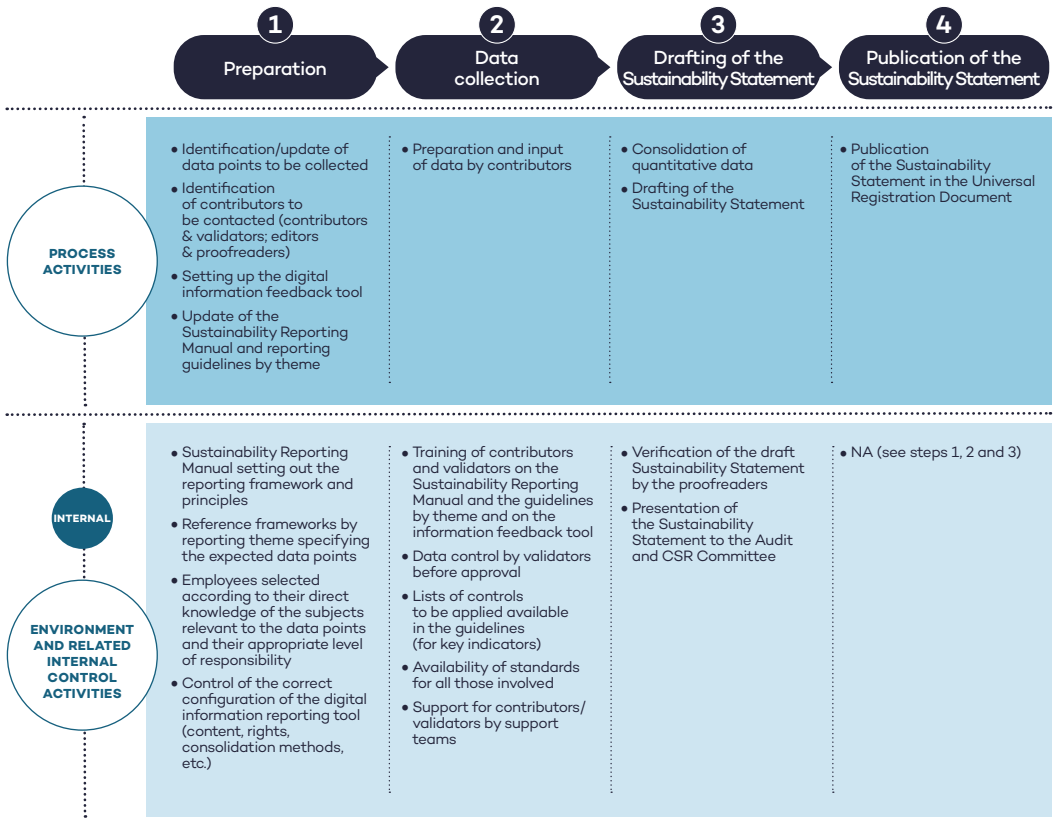 1
Preparation
2
Data
collection
3
Drafting of the
Sustainability Statement
4
Publication of the
Sustainability Statement
PROCESS
ACTIVITIES
• Identification/update of
data points to be collected
• Identification
of contributors to
be contacted (contributors
& validators; editors
& proofreaders)
• Setting up the digital
information feedback tool
• Update of the
Sustainability Reporting
Manual and reporting
guidelines by theme
• Preparation and input
of data by contributors
• Consolidation of
quantitative data
• Drafting of the
Sustainability Statement
• Publication
of the Sustainability
Statement in the Universal
Registration Document
INTERNAL
ENVIRONMENT
AND RELATED
INTERNAL
CONTROL
ACTIVITIES
• Sustainability Reporting
Manual setting out the
reporting framework and
principles
• Reference frameworks by
reporting theme specifying
the expected data points
• Employees selected
according to their direct
knowledge of the subjects
relevant to the data points
and their appropriate level
of responsibility
• Control of the correct
configuration of the digital
information reporting tool
(content, rights,
consolidation methods,
etc.)
• Training of contributors
and validators on the
Sustainability Reporting
Manual and the guidelines
by theme and on the
information feedback tool
• Data control by validators
before approval
• Lists of controls
to be applied available
in the guidelines
(for key indicators)
• Availability of standards
for all those involved
• Support for contributors/
validators by support
teams
• Verification of the draft
Sustainability Statement
by the proofreaders
• Presentation of
the Sustainability
Statement to the Audit
and CSR Committee
• NA (see steps 1, 2 and 3)